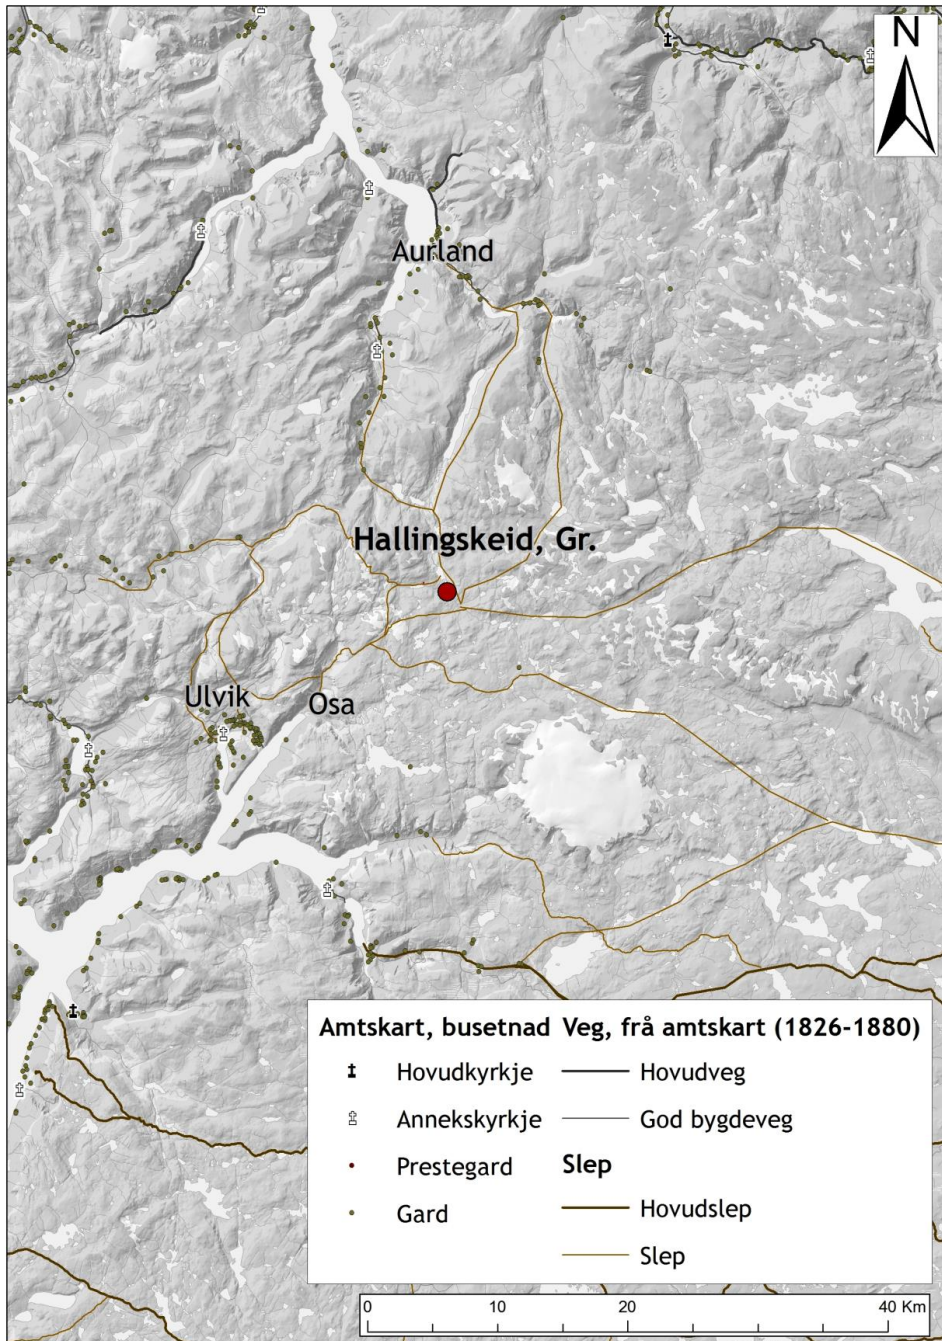 N
Aurland
Hallingskeid, Gr.
Ulvik
Osa
Amtskart, busetnad Veg, frå amtskart (1826-1880)
Hovudkyrkje Hovudveg
Annekskyrkje God bygdeveg
Prestegard Slep
Gard Hovudslep
Slep
0 10 20 40 Km